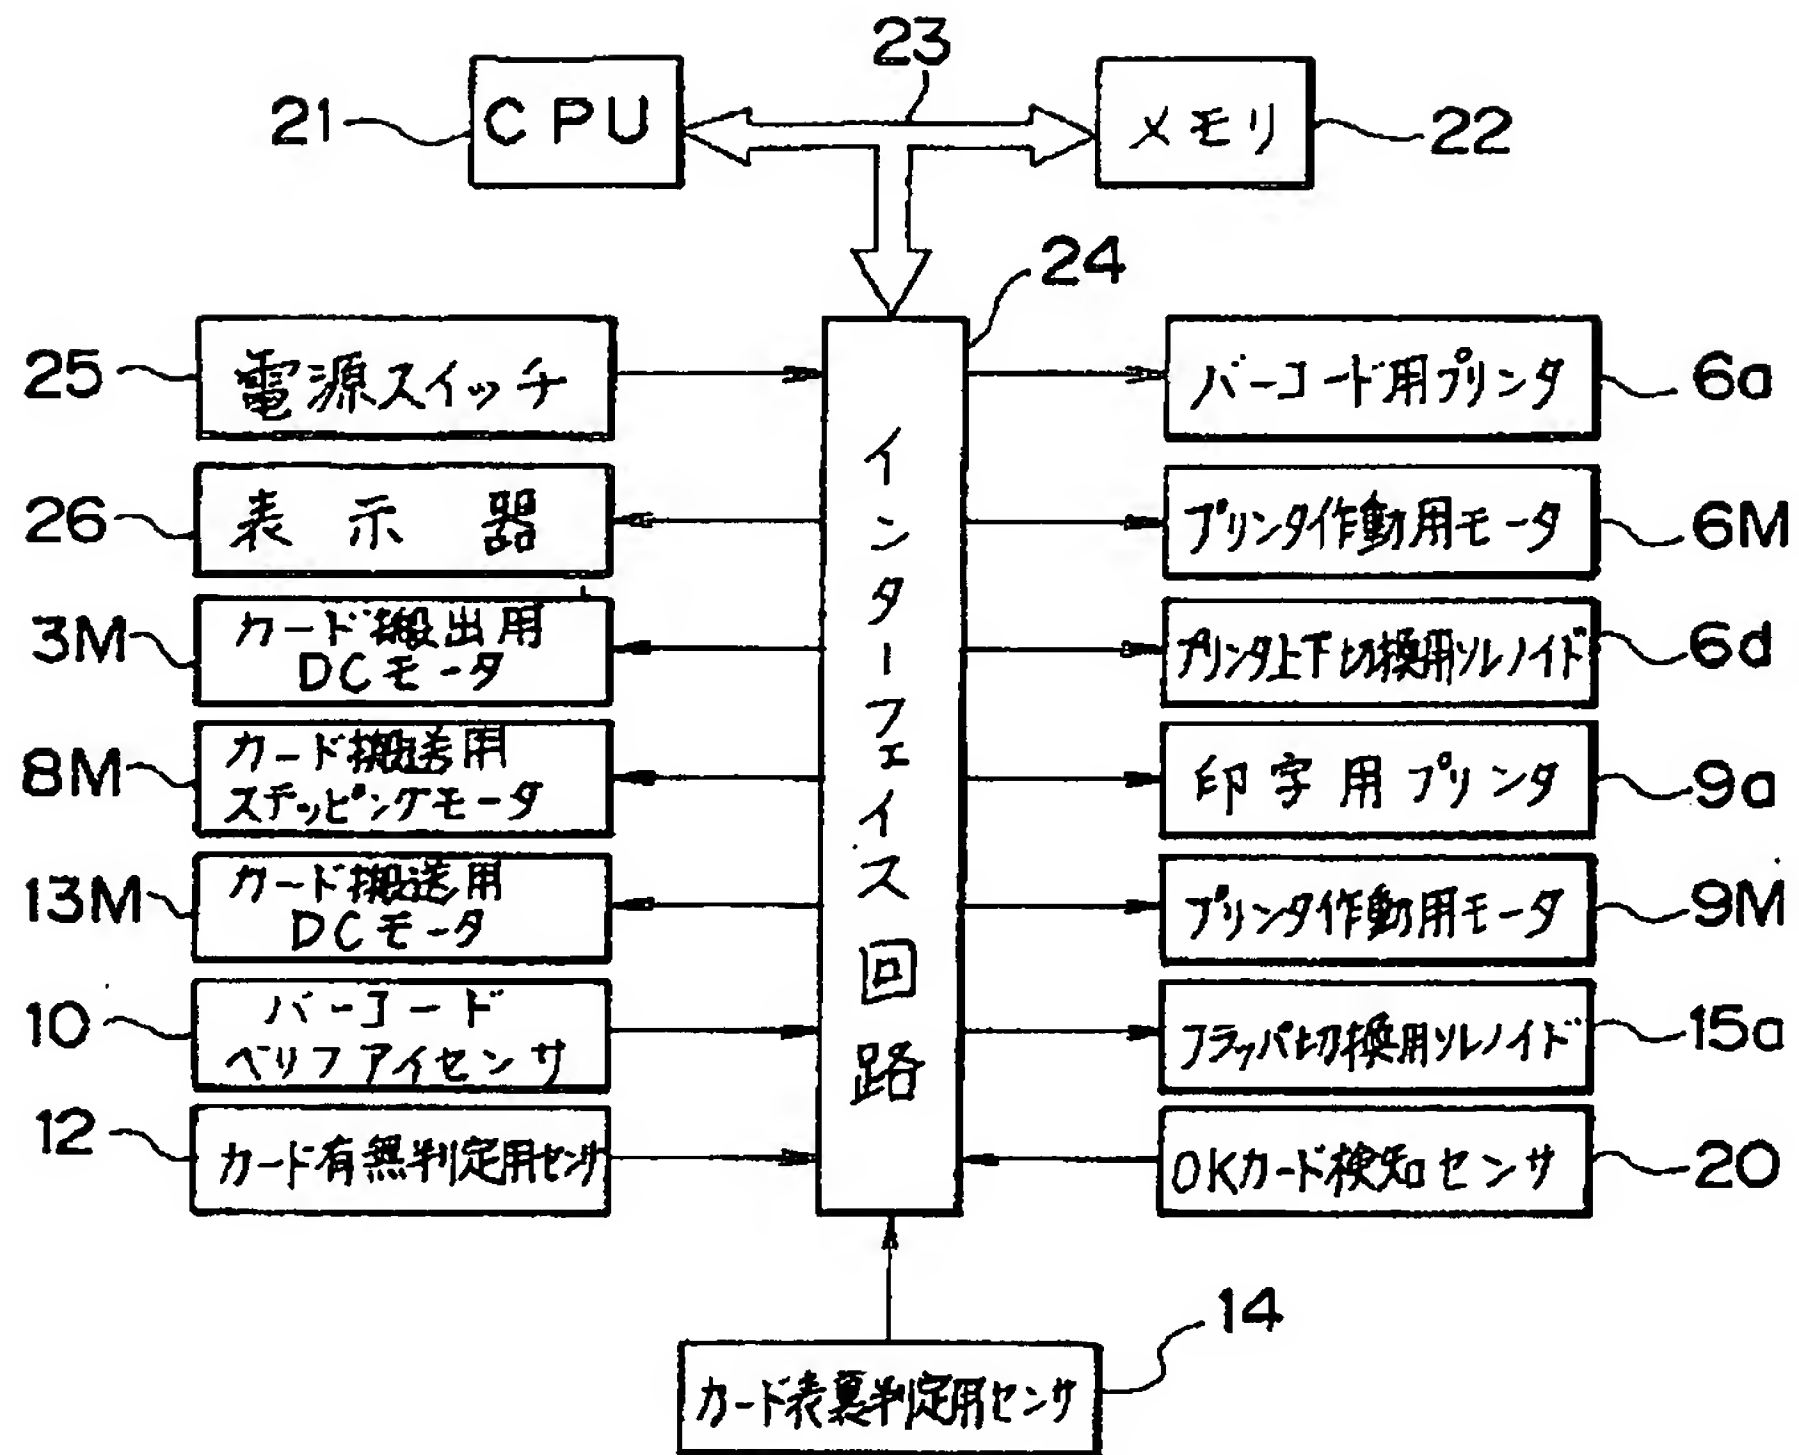 23
21
CPU
メモリ
22
24
25
電源スイッチ
バーコード用プリンタ
6a
26
表示器
プリンタ作動用モータ
6M
3M
カード搬出用
DCモータ
プリンタ上下切換用ソレノイド
6d
8M
カード搬送用
ステッピングモータ
印字用プリンタ
9a
13M
カード搬送用
DCモータ
プリンタ作動用モータ
9M
10
バーコード
ベリファアイセンサ
フラッパ切換用ソレノイド
15a
12
カード有無判定用センサ
OKカード検知センサ
20
インターフェイス回路
14
カード表裏判定用センサ